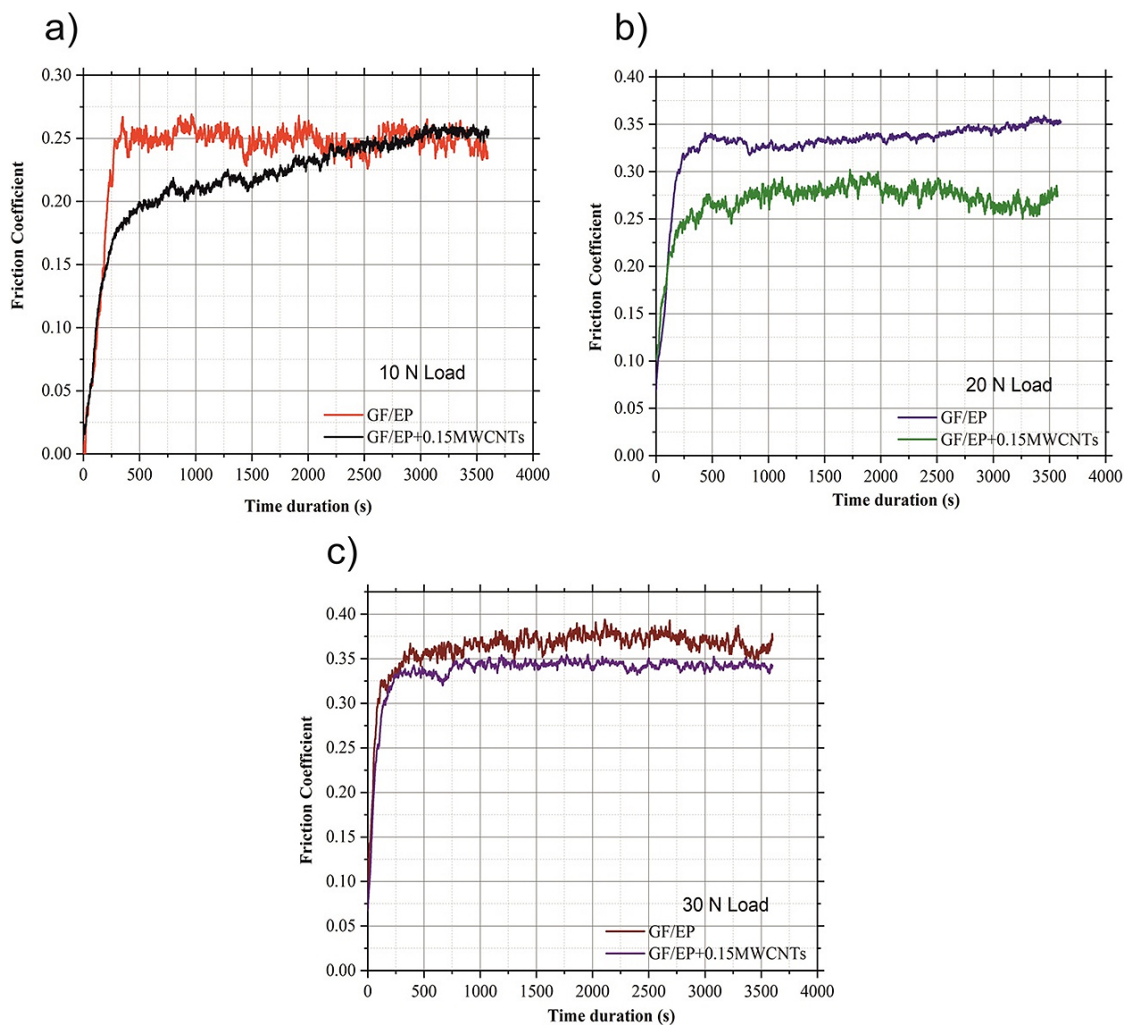 a)
0.30
0.25
0.20
0.15
0.10
0.05
0.00
Friction Coefficient
10 N Load
GF/EP
GF/EP+0.15MWCNTs
0 500 1000 1500 2000 2500 3000 3500 4000
Time duration (s)
b)
0.40
0.35
0.30
0.25
0.20
0.15
0.10
0.05
0.00
Friction Coefficient
20 N Load
GF/EP
GF/EP+0.15MWCNTs
0 500 1000 1500 2000 2500 3000 3500 4000
Time duration (s)
c)
0.40
0.35
0.30
0.25
0.20
0.15
0.10
0.05
0.00
Friction Coefficient
30 N Load
GF/EP
GF/EP+0.15MWCNTs
0 500 1000 1500 2000 2500 3000 3500 4000
Time duration (s)